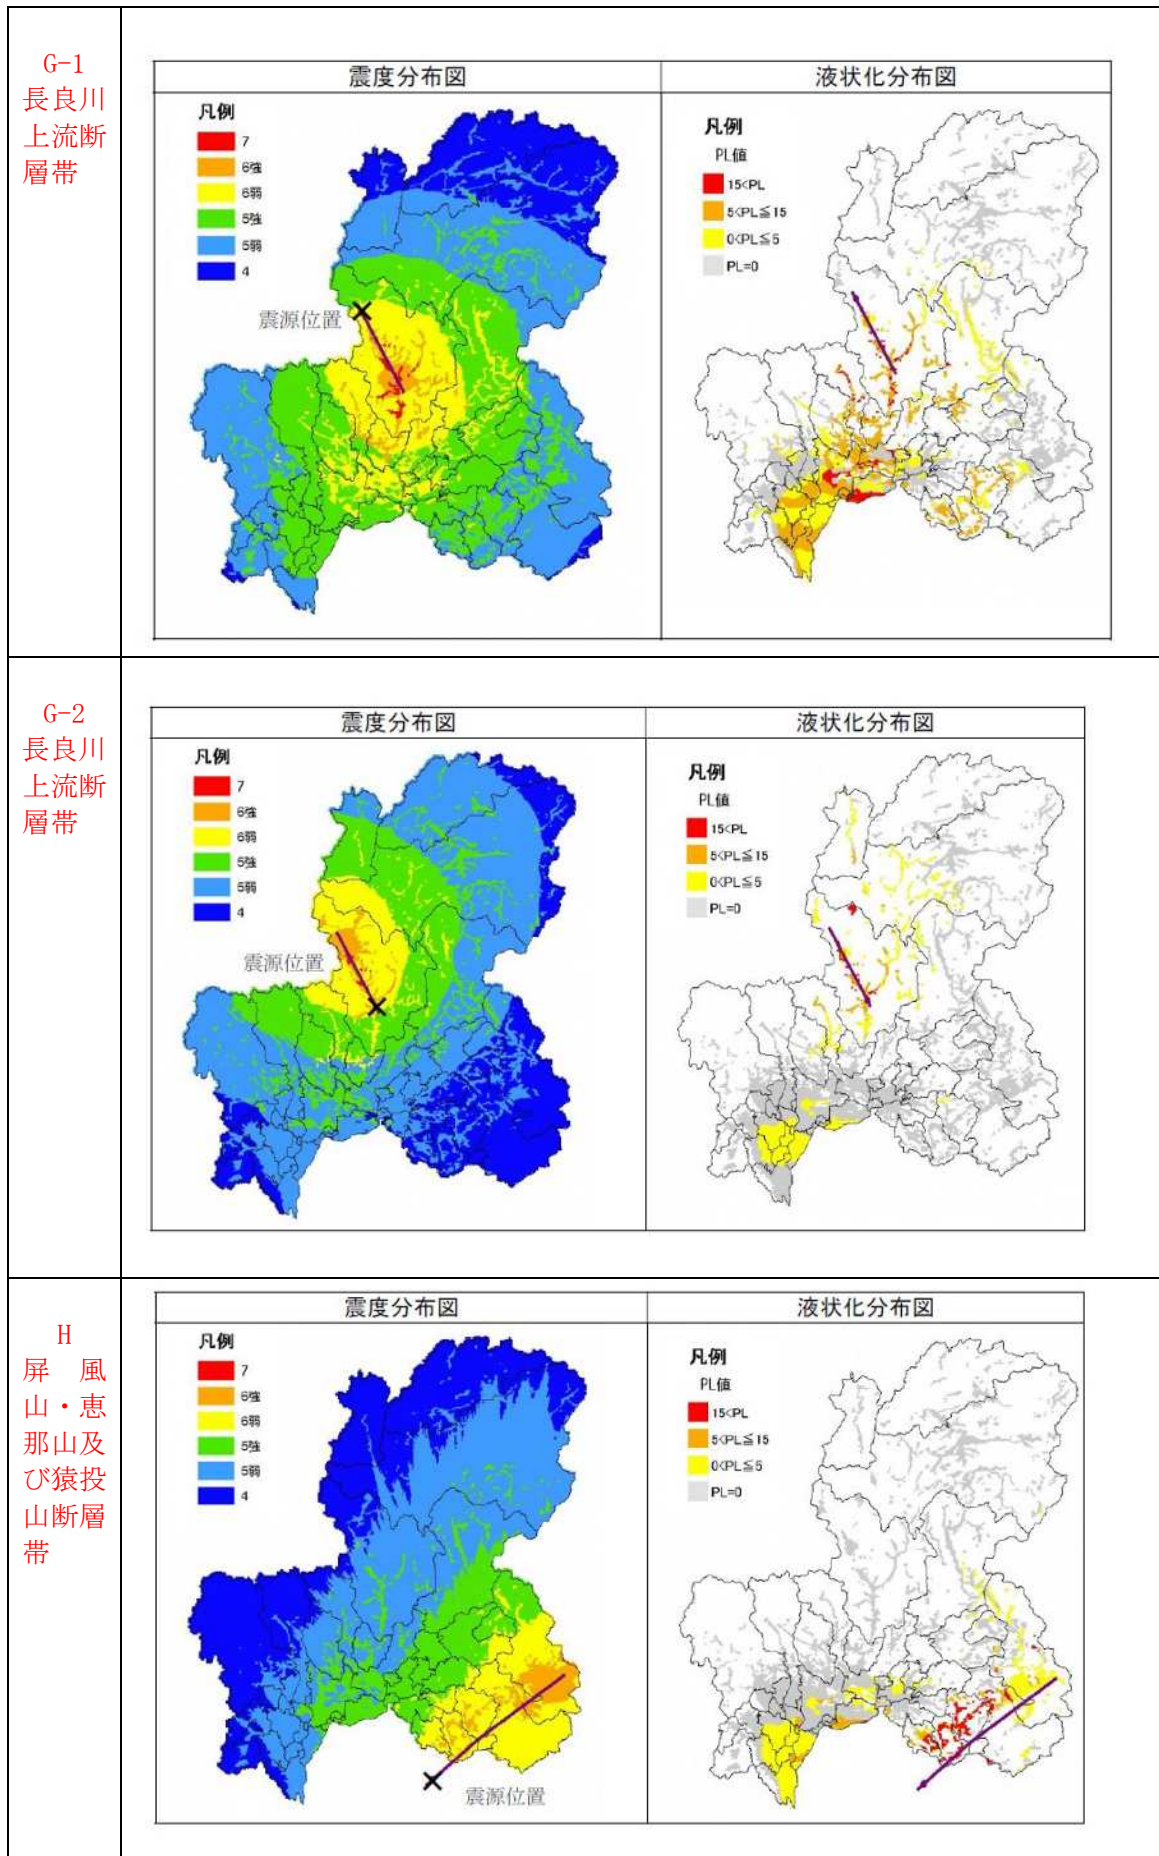 G-1
長良川
上流断
層帯
震度分布図
液状化分布図
凡例
7
6強
6弱
5強
5弱
4
震源位置
凡例
PL値
15<PL
5<PL≦15
0<PL≦5
PL=0
G-2
長良川
上流断
層帯
震度分布図
液状化分布図
凡例
7
6強
6弱
5強
5弱
4
震源位置
凡例
PL値
15<PL
5<PL≦15
0<PL≦5
PL=0
H
屏風
山・恵
那山及
び猿投
山断層
帯
震度分布図
液状化分布図
凡例
7
6強
6弱
5強
5弱
4
震源位置
凡例
PL値
15<PL
5<PL≦15
0<PL≦5
PL=0